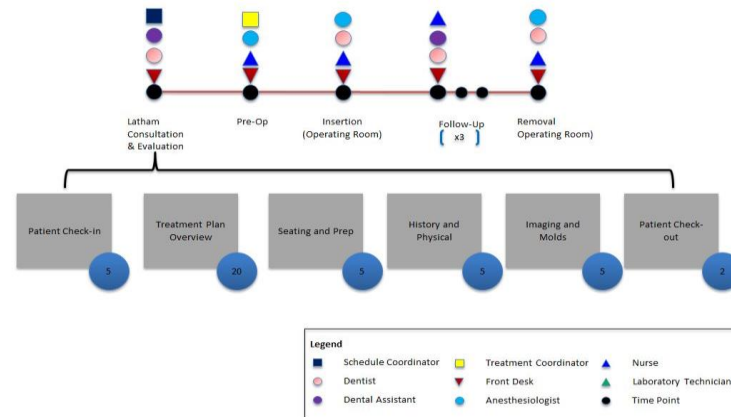 Latham
Consultation
& Evaluation
Pre-Op
Insertion
(Operating Room)
Follow-Up
x3
Removal
Operating Room)
Patient Check-in
5
Treatment Plan
Overview
20
Seating and Prep
5
History and
Physical
5
Imaging and
Molds
5
Patient Check-
out
2
Legend
Schedule Coordinator
Treatment Coordinator
Nurse
Dentist
Front Desk
Laboratory Technician
Dental Assistant
Anesthesiologist
Time Point